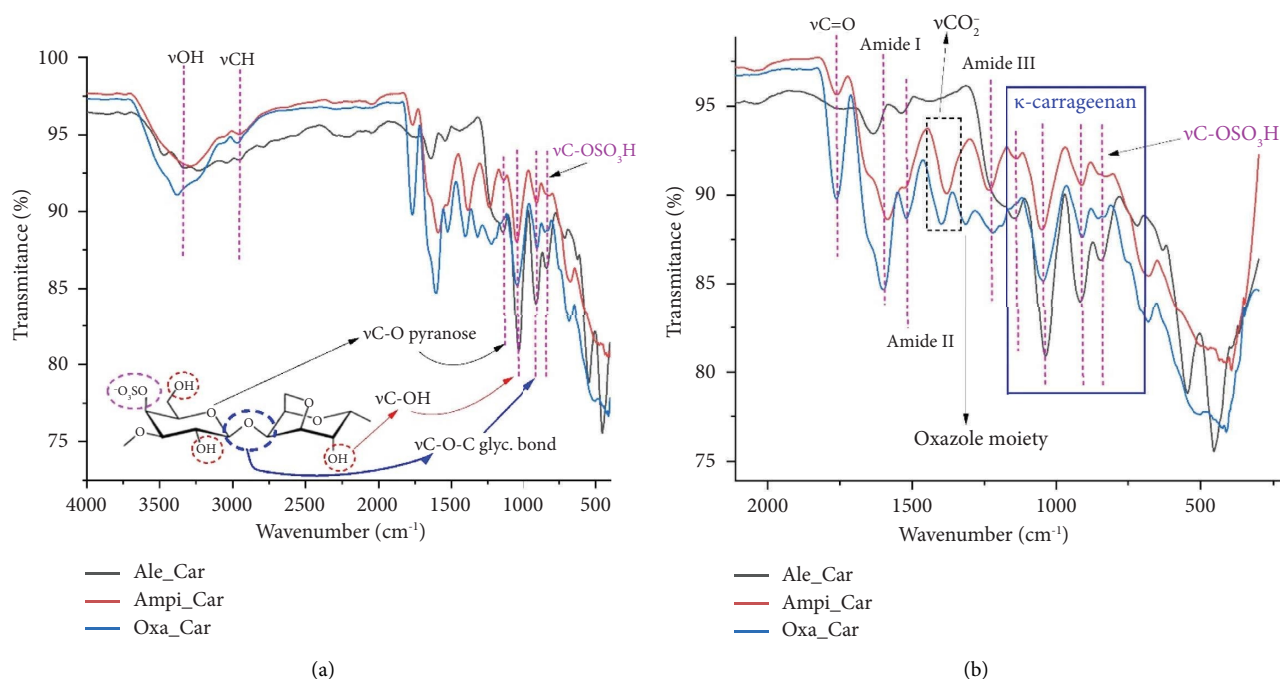 νOH
νCH
100
95
90
85
80
75
Transmitance (%)
νC-OSO3H
νC-O pyranose
νC-OH
νC-O-C glyc. bond
⁻O3SO
OH
O
O
OH
O
O
O
OH
4000
3500
3000
2500
2000
1500
1000
500
Wavenumber (cm-1)
Ale_Car
Ampi_Car
Oxa_Car
(a)
νC=O
Amide I
νCO2⁻
Amide III
κ-carrageenan
νC-OSO3H
95
90
85
80
75
Transmitance (%)
Amide II
Oxazole moiety
2000
1500
1000
500
Wavenumber (cm-1)
Ale_Car
Ampi_Car
Oxa_Car
(b)